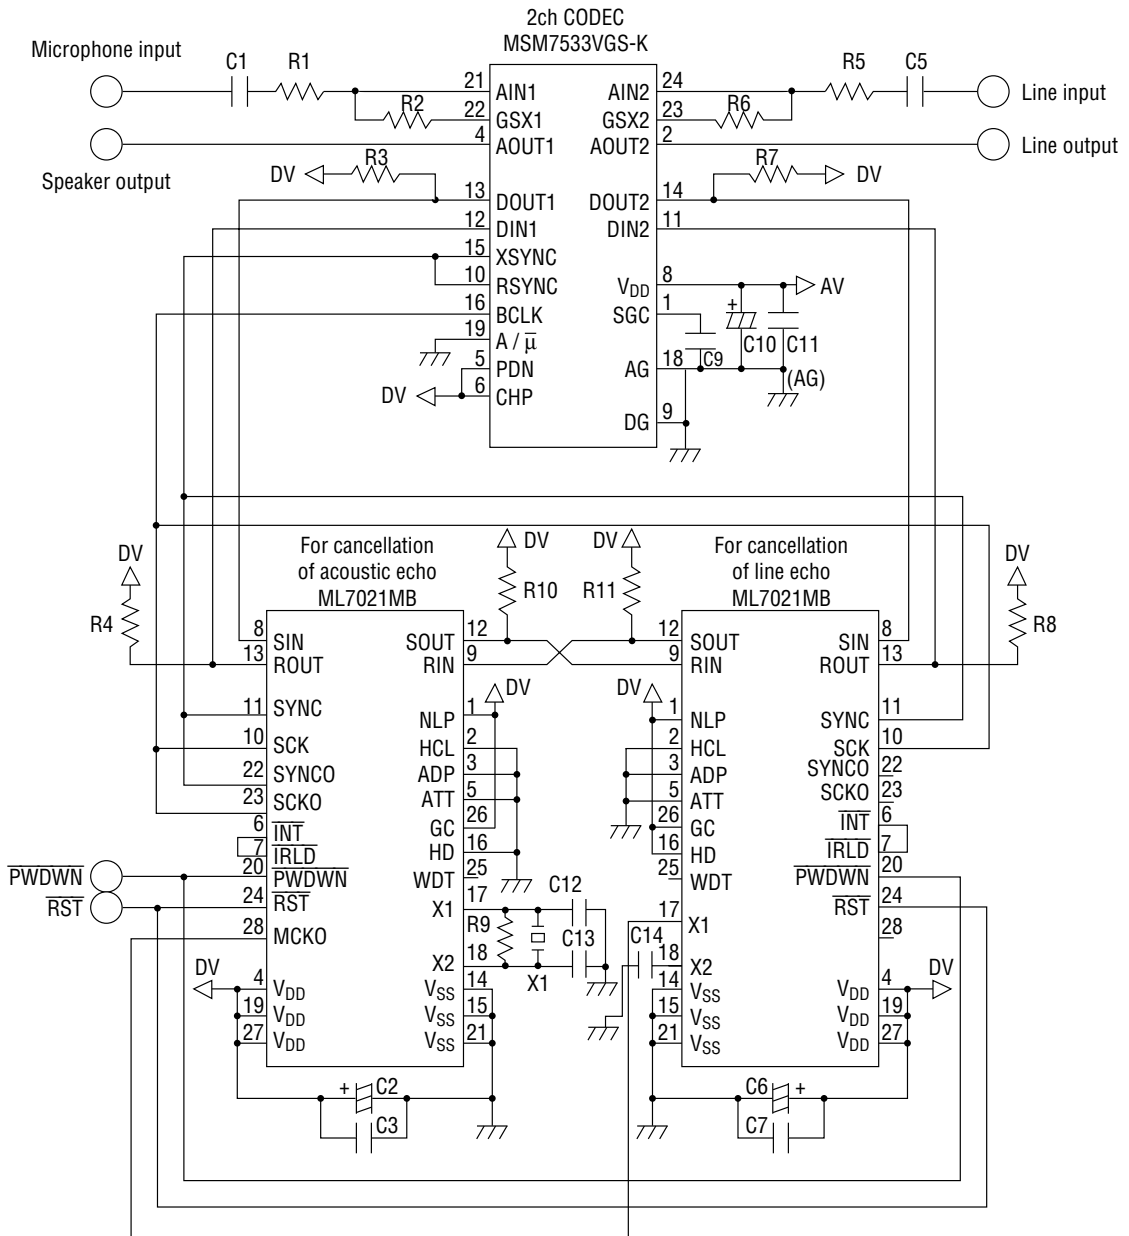 2ch CODEC
MSM7533VGS-K
Microphone input
C1
R1
21
AIN1
R2
22
GSX1
4
AOUT1
Speaker output
DV
R3
13
DOUT1
12
DIN1
15
XSYNC
10
RSYNC
16
BCLK
19
A / μ̅
5
PDN
DV
6
CHP
AIN2
24
R5
C5
Line input
GSX2
23
R6
AOUT2
2
Line output
R7
DV
DOUT2
14
DIN2
11
VDD
8
AV
SGC
1
+
C9
C10
C11
AG
18
(AG)
DG
9
DV
R4
For cancellation
of acoustic echo
ML7021MB
DV
R10
DV
R11
For cancellation
of line echo
ML7021MB
DV
R8
8
SIN
13
ROUT
11
SYNC
10
SCK
22
SYNCO
23
SCKO
6
I̅N̅T̅
7
I̅R̅L̅D̅
P̅W̅D̅W̅N̅
20
P̅W̅D̅W̅N̅
R̅S̅T̅
24
R̅S̅T̅
28
MCKO
DV
4
VDD
19
VDD
27
VDD
SOUT
12
RIN
9
DV
NLP
1
HCL
2
ADP
3
ATT
5
GC
26
HD
16
WDT
25
X1
17
R9
C12
C13
X1
X2
18
VSS
14
VSS
15
VSS
21
+
C2
C3
12
SOUT
9
RIN
DV
1
NLP
2
HCL
3
ADP
5
ATT
26
GC
16
HD
25
WDT
17
X1
C14
18
X2
14
VSS
15
VSS
21
VSS
SIN
8
ROUT
13
SYNC
11
SCK
10
SYNCO
22
SCKO
23
I̅N̅T̅
6
I̅R̅L̅D̅
7
P̅W̅D̅W̅N̅
20
R̅S̅T̅
24
28
VDD
4
DV
VDD
19
VDD
27
C6
+
C7